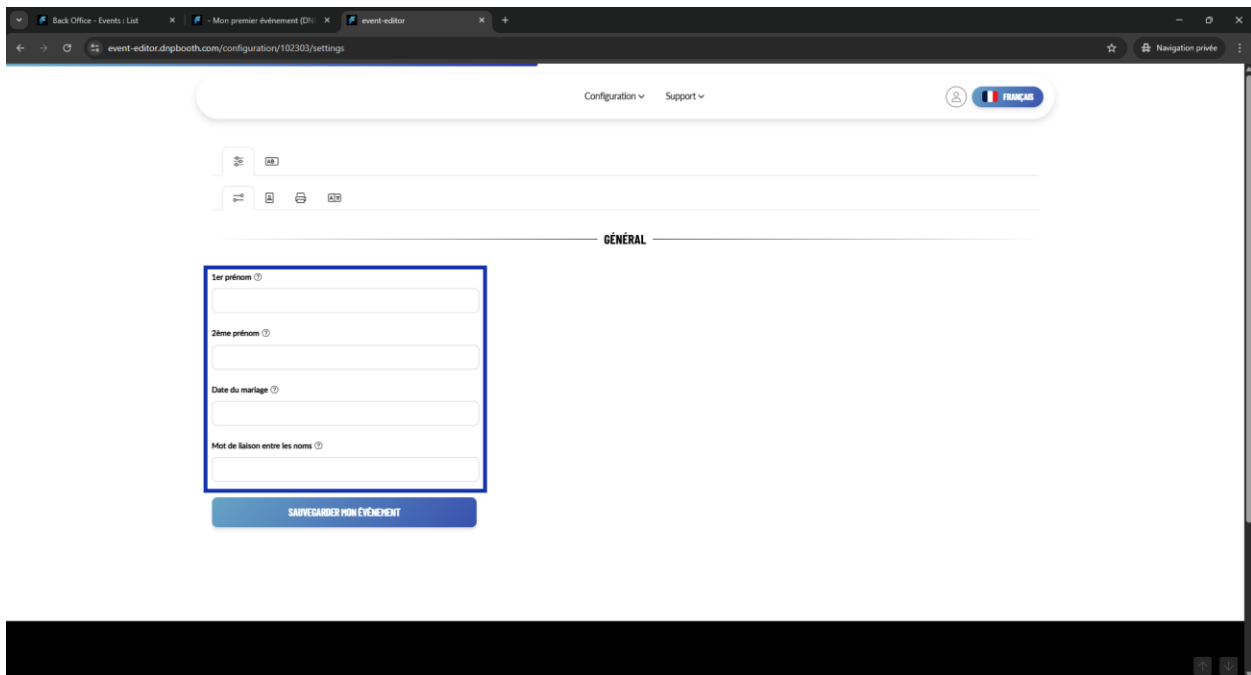 Back Office - Events : List
- Mon premier événement (DN
event-editor
event-editor.dnpbooth.com/configuration/102303/settings
Navigation privée
Configuration
Support
FRANÇAIS
AB
GÉNÉRAL
1er prénom
2ème prénom
Date du mariage
Mot de liaison entre les noms
SAUVEGARDER MON ÉVÉNEMENT